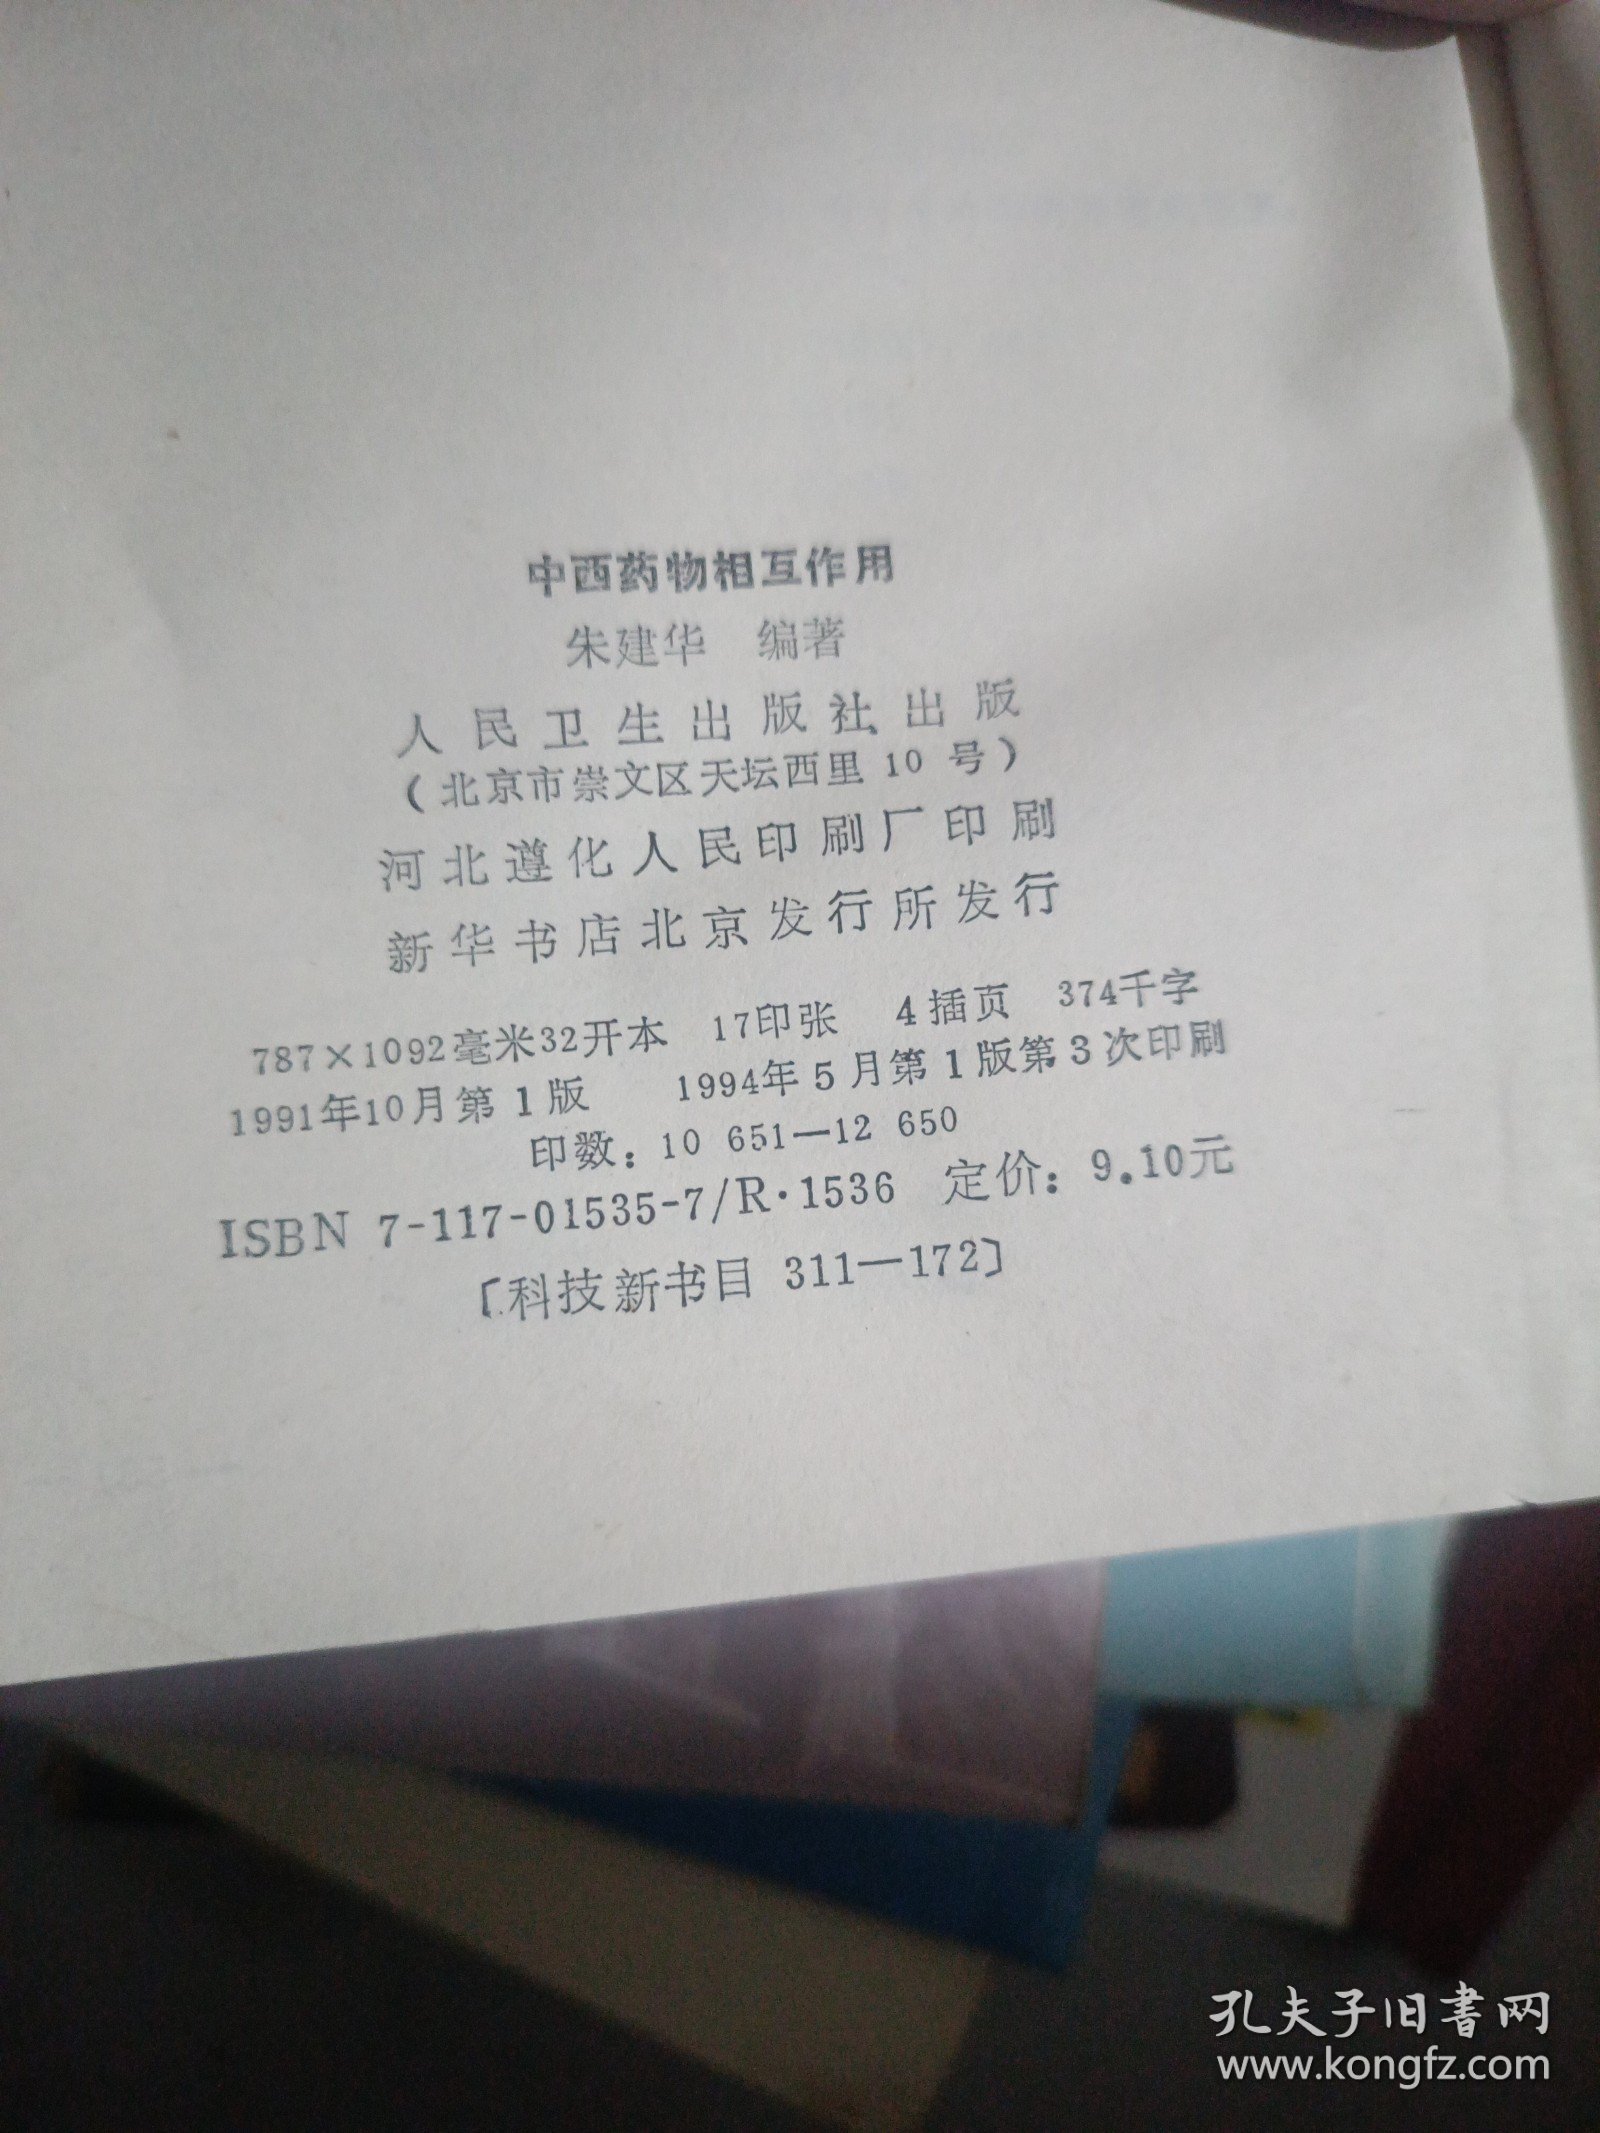 中西药物相互作用
朱建华 编著
人民卫生出版社出版
(北京市崇文区天坛西里 10 号)
河北遵化人民印刷厂印刷
新华书店北京发行所发行
787×1092毫米32开本 17印张 4插页 374千字
1991年10月第1版 1994年5月第1版第3次印刷
印数：10 651—12 650
ISBN 7-117-01535-7/R·1536 定价：9.10元
〔科技新书目 311—172〕
孔夫子旧書网
www.kongfz.com